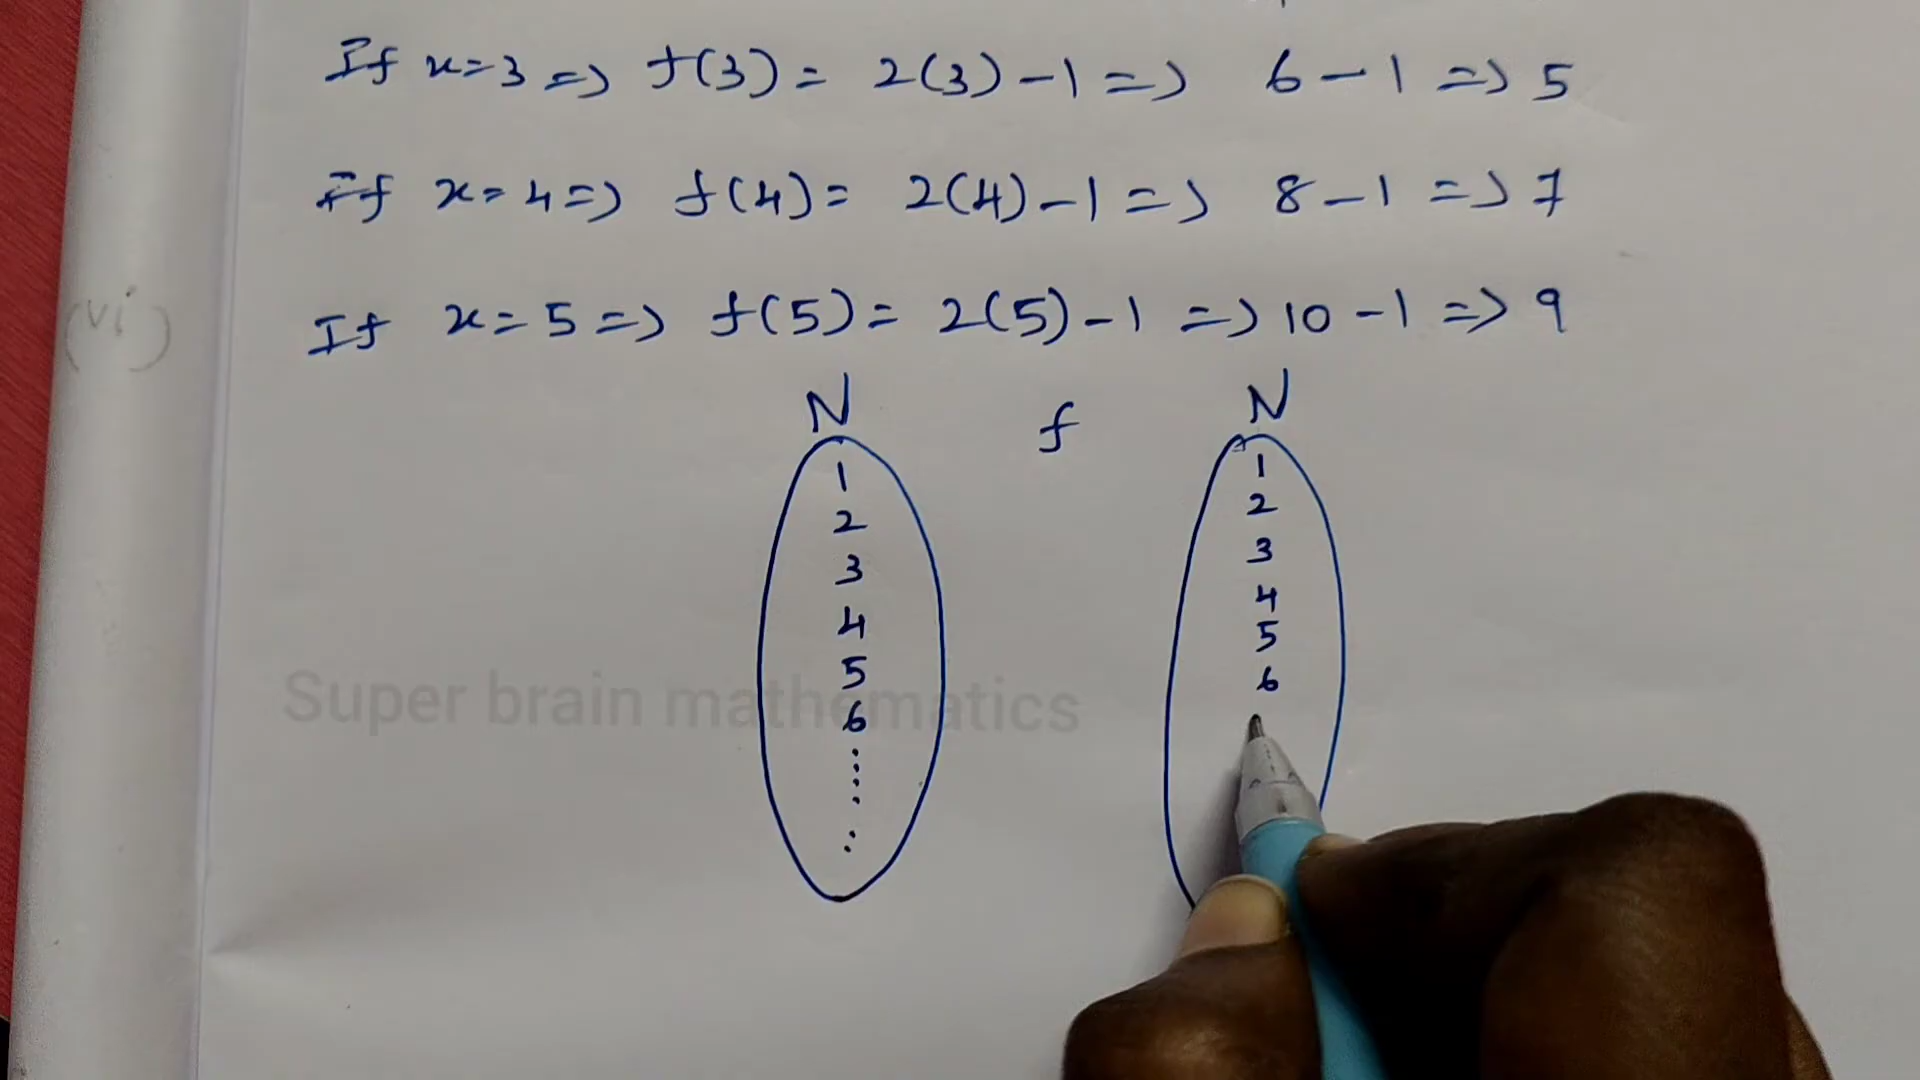 If x=3 => f(3) = 2(3)-1 => 6-1 => 5
If x=4 => f(4) = 2(4)-1 => 8-1 => 7
(vi)
If x=5 => f(5) = 2(5)-1 => 10-1 => 9
N f N
1 1
2 2
3 3
4 4
5 5
6 6
Super brain mathematics